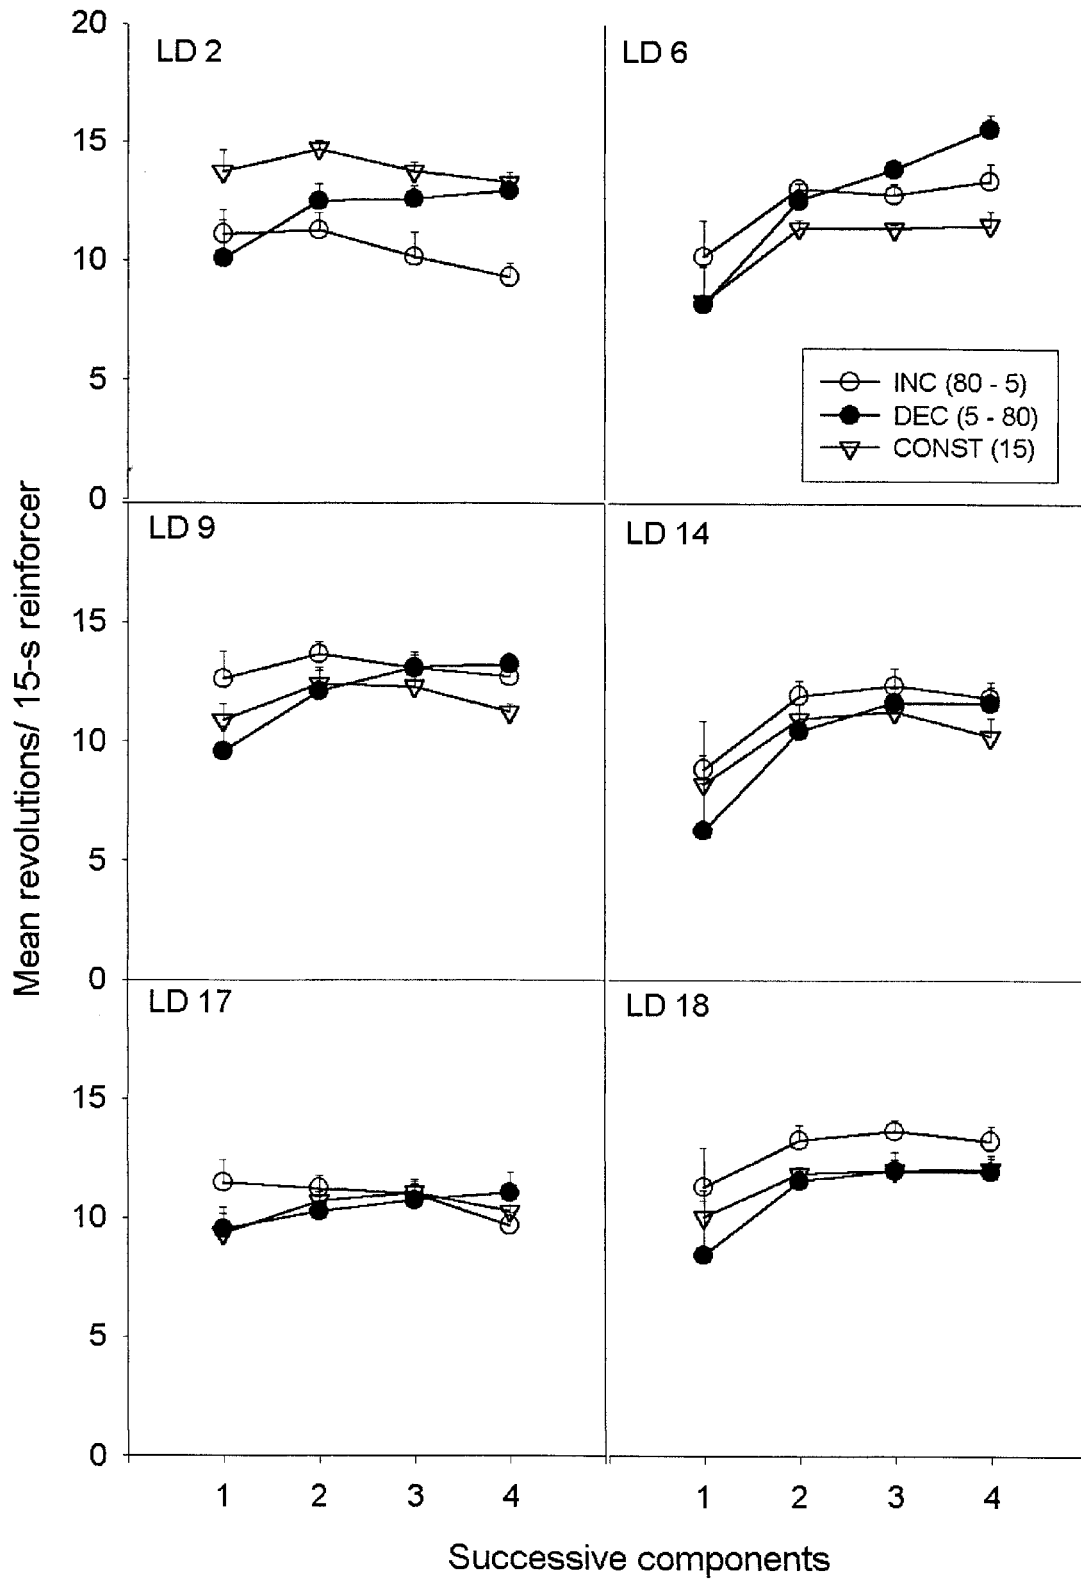 20
15
10
5
0
LD 2
LD 6
INC (80 - 5)
DEC (5 - 80)
CONST (15)
Mean revolutions/ 15-s reinforcer
15
10
5
0
LD 9
LD 14
15
10
5
0
LD 17
LD 18
1 2 3 4
1 2 3 4
Successive components